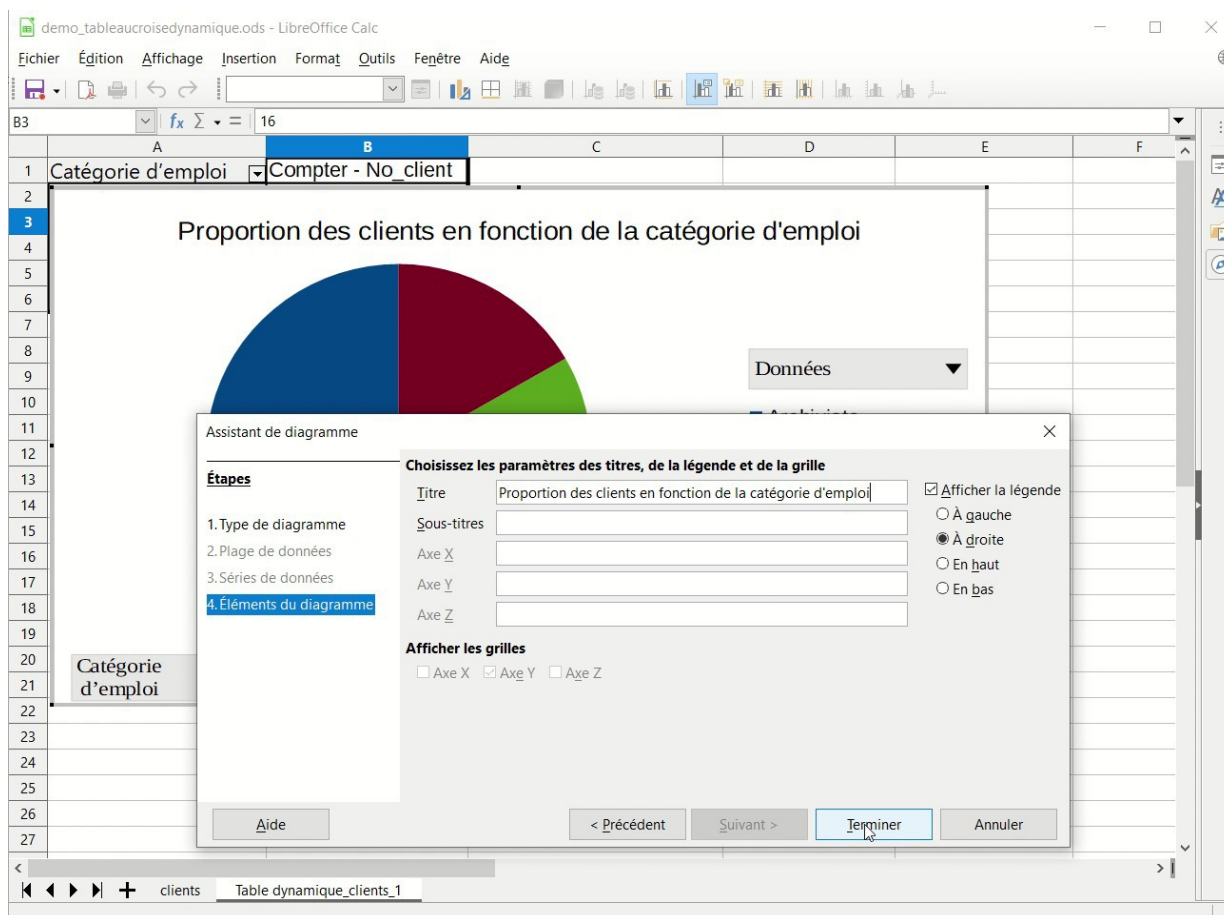 demo_tableaucroisedynamique.ods - LibreOffice Calc
Fichier Édition Affichage Insertion Format Outils Fenêtre Aide
B3 fx Σ = 16
A B C D E F
1 Catégorie d’emploi Compter - No_client
2
3
4
5
6
7
8
9
10
11
12
13
14
15
16
17
18
19
20
21
22
23
24
25
26
27
Proportion des clients en fonction de la catégorie d'emploi
Données
Archiviste
Catégorie
d’emploi
Assistant de diagramme
Étapes
1. Type de diagramme
2. Plage de données
3. Séries de données
4. Éléments du diagramme
Choisissez les paramètres des titres, de la légende et de la grille
Titre Proportion des clients en fonction de la catégorie d'emploi
Sous-titres
Axe X
Axe Y
Axe Z
Afficher les grilles
Axe X Axe Y Axe Z
Afficher la légende
À gauche
À droite
En haut
En bas
Aide < Précédent Suivant > Terminer Annuler
clients Table dynamique_clients_1